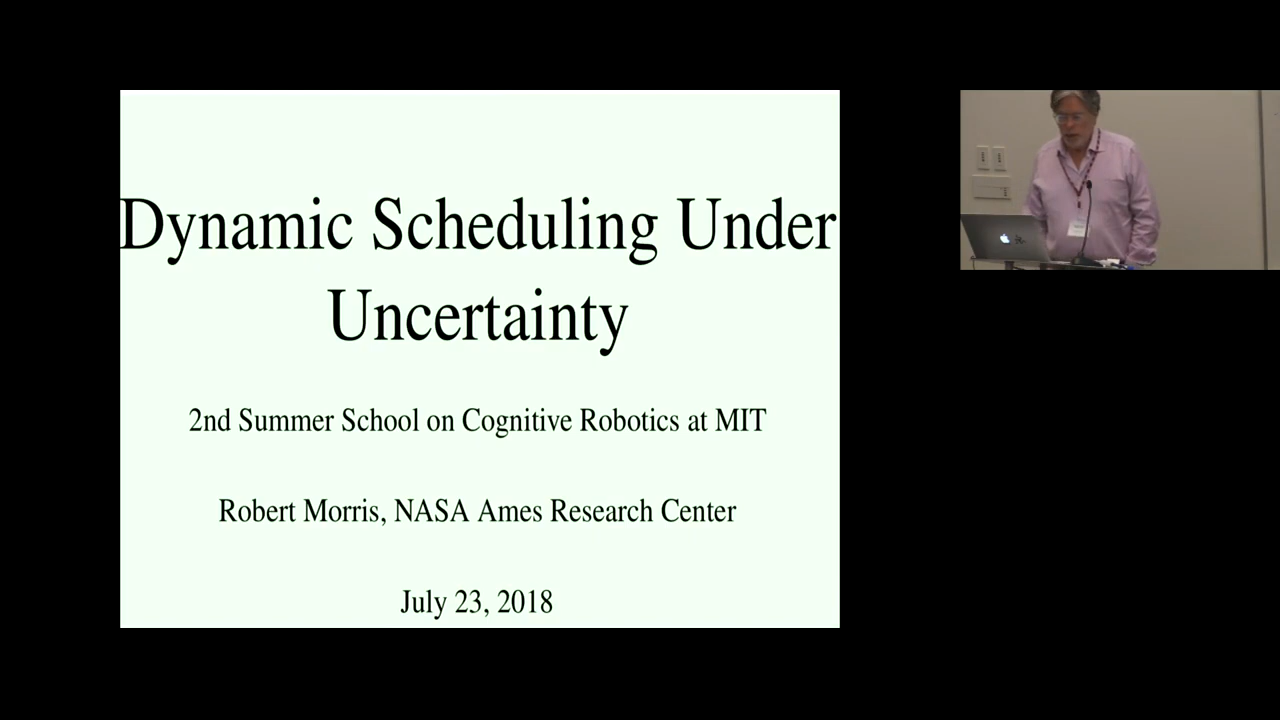 Dynamic Scheduling Under
Uncertainty
2nd Summer School on Cognitive Robotics at MIT
Robert Morris, NASA Ames Research Center
July 23, 2018